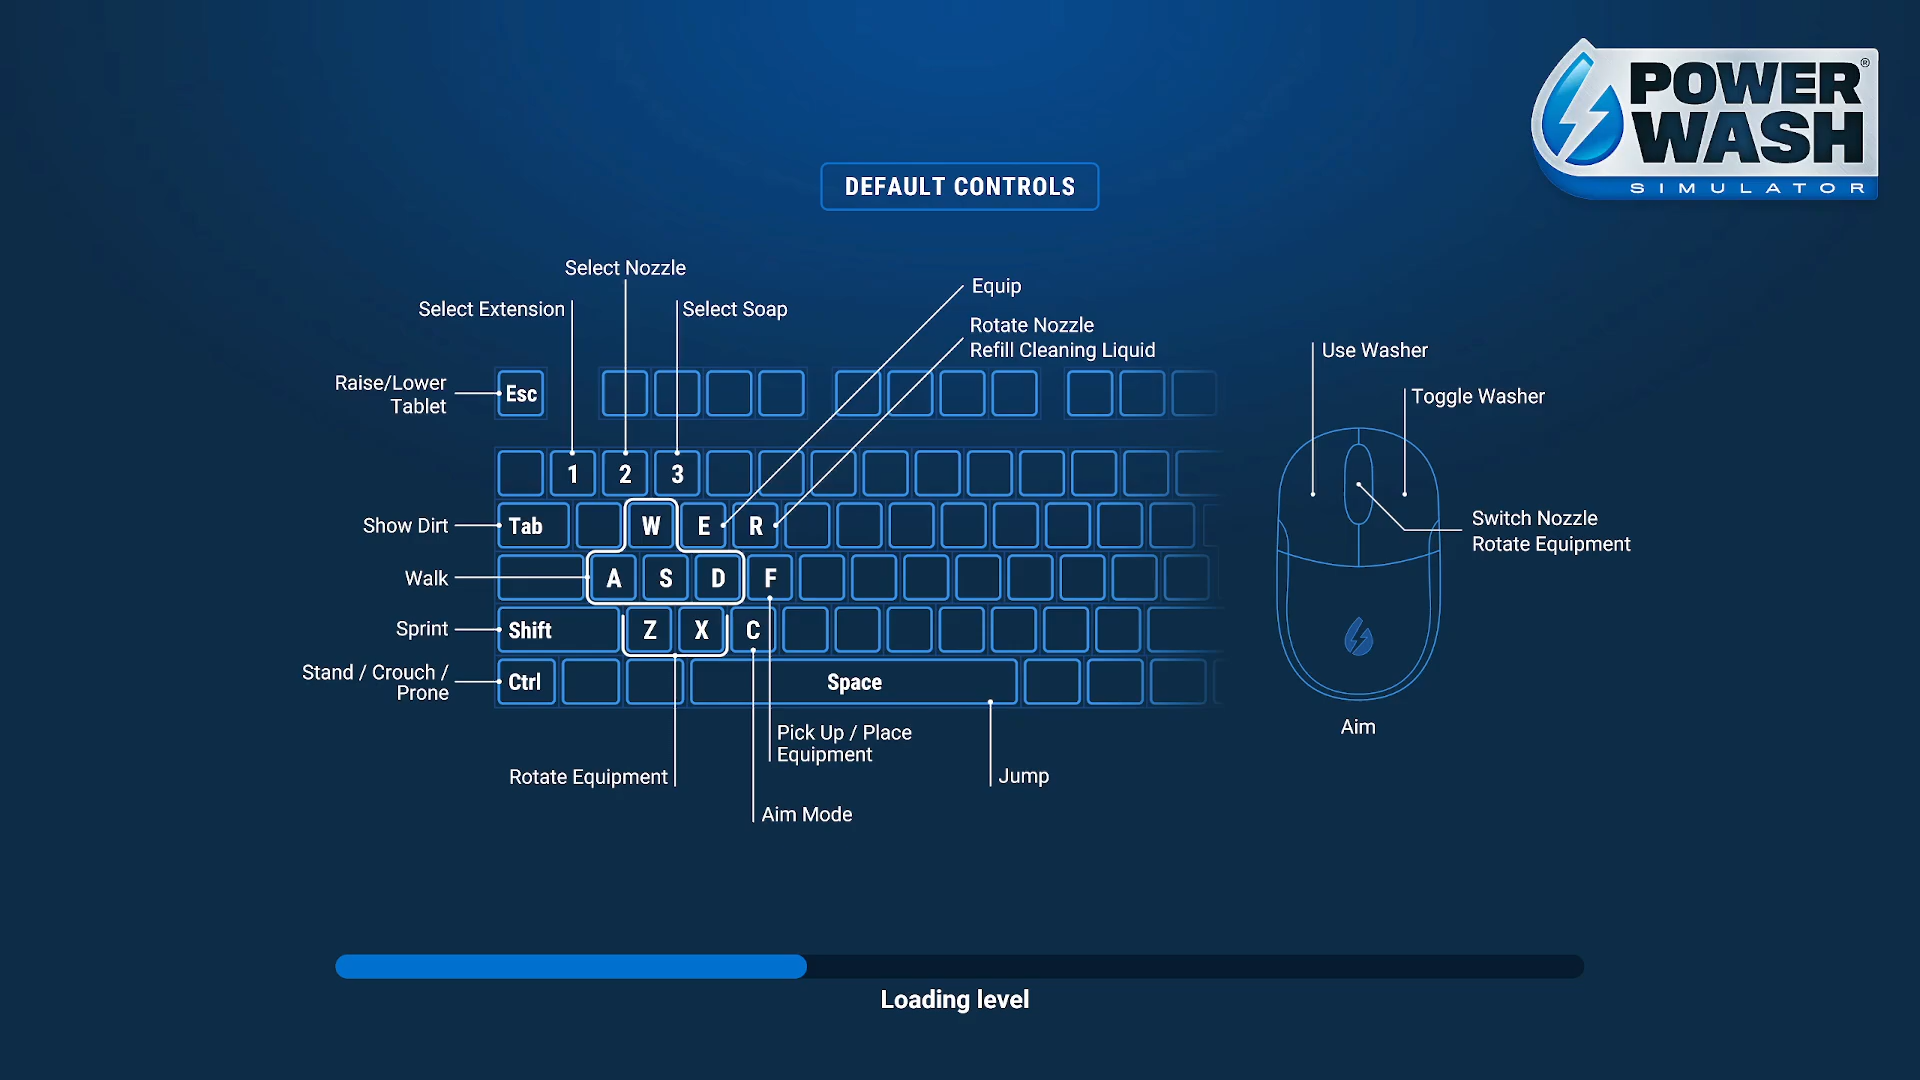 POWER®
WASH
SIMULATOR
DEFAULT CONTROLS
Select Nozzle
Select Extension
Select Soap
Equip
Rotate Nozzle
Refill Cleaning Liquid
Use Washer
Toggle Washer
Raise/Lower
Tablet
Esc
1 2 3
Show Dirt
Tab W E R
Switch Nozzle
Rotate Equipment
Walk
A S D F
Sprint
Shift Z X C
Stand / Crouch /
Prone
Ctrl Space
Aim
Pick Up / Place
Equipment
Rotate Equipment
Jump
Aim Mode
Loading level